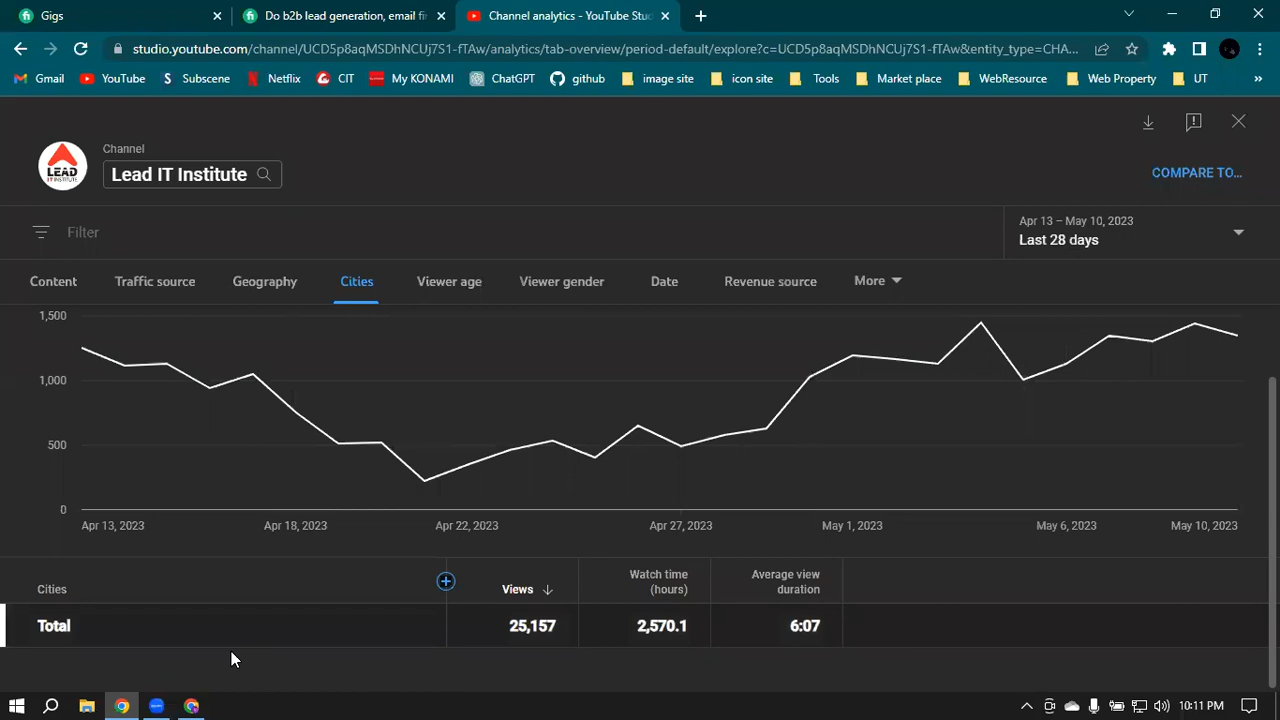 Gigs
Do b2b lead generation, email fi
Channel analytics - YouTube Stu
studio.youtube.com/channel/UCD5p8aqMSDhNCUj7S1-fTAw/analytics/tab-overview/period-default/explore?c=UCD5p8aqMSDhNCUj7S1-fTAw&entity_type=CHA...
Gmail YouTube Subscene Netflix CIT My KONAMI ChatGPT github image site icon site Tools Market place WebResource Web Property UT »
Channel
LEAD
IT INSTITUTE
Lead IT Institute
COMPARE TO...
Filter
Apr 13 – May 10, 2023
Last 28 days
Content Traffic source Geography Cities Viewer age Viewer gender Date Revenue source More
1,500
1,000
500
0
Apr 13, 2023 Apr 18, 2023 Apr 22, 2023 Apr 27, 2023 May 1, 2023 May 6, 2023 May 10, 2023
Cities
Views
Watch time
(hours)
Average view
duration
Total 25,157 2,570.1 6:07
10:11 PM